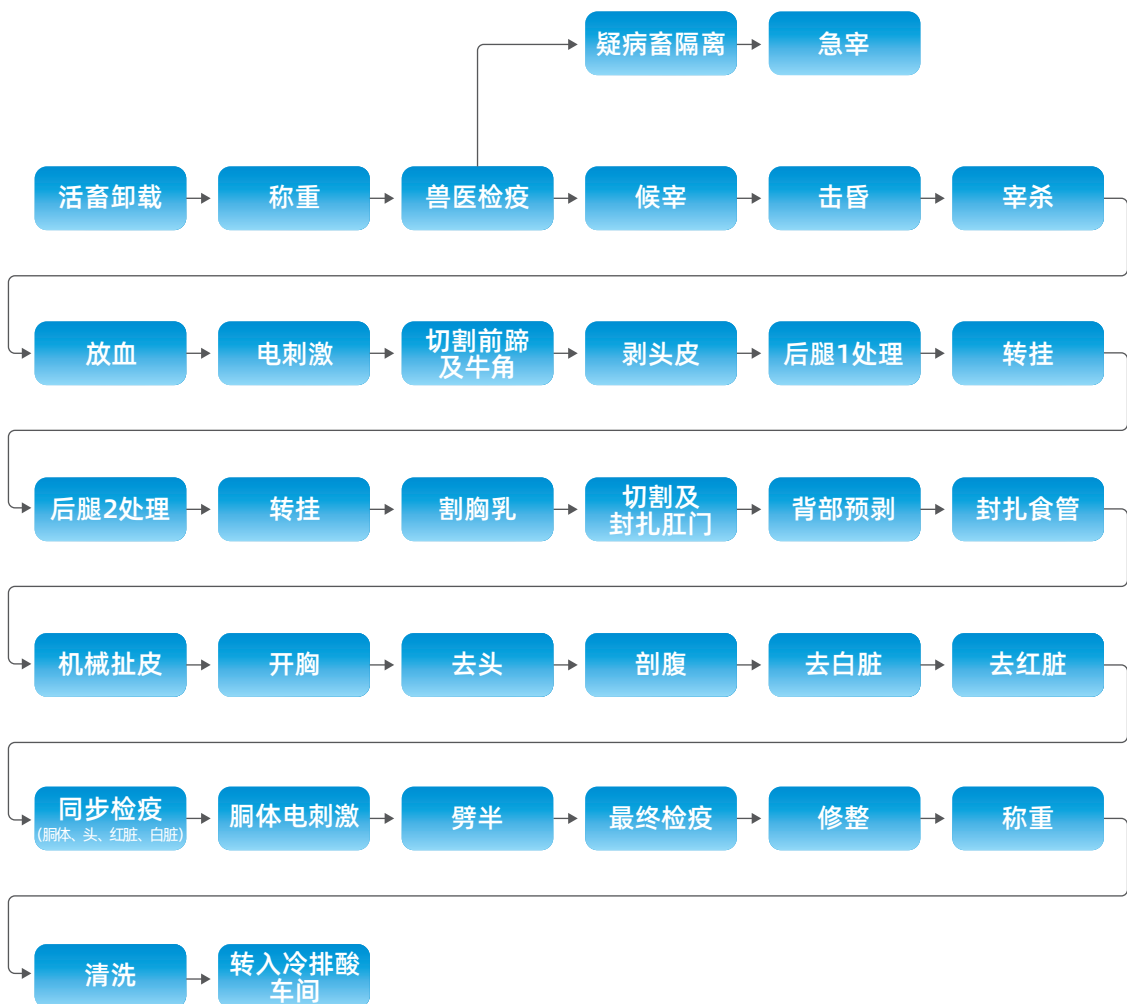 疑病畜隔离
急宰
活畜卸载
称重
兽医检疫
候宰
击昏
宰杀
放血
电刺激
切割前蹄
及牛角
剥头皮
后腿1处理
转挂
后腿2处理
转挂
割胸乳
切割及
封扎肛门
背部预剥
封扎食管
机械扯皮
开胸
去头
剖腹
去白脏
去红脏
同步检疫
(胴体、头、红脏、白脏)
胴体电刺激
劈半
最终检疫
修整
称重
清洗
转入冷排酸
车间